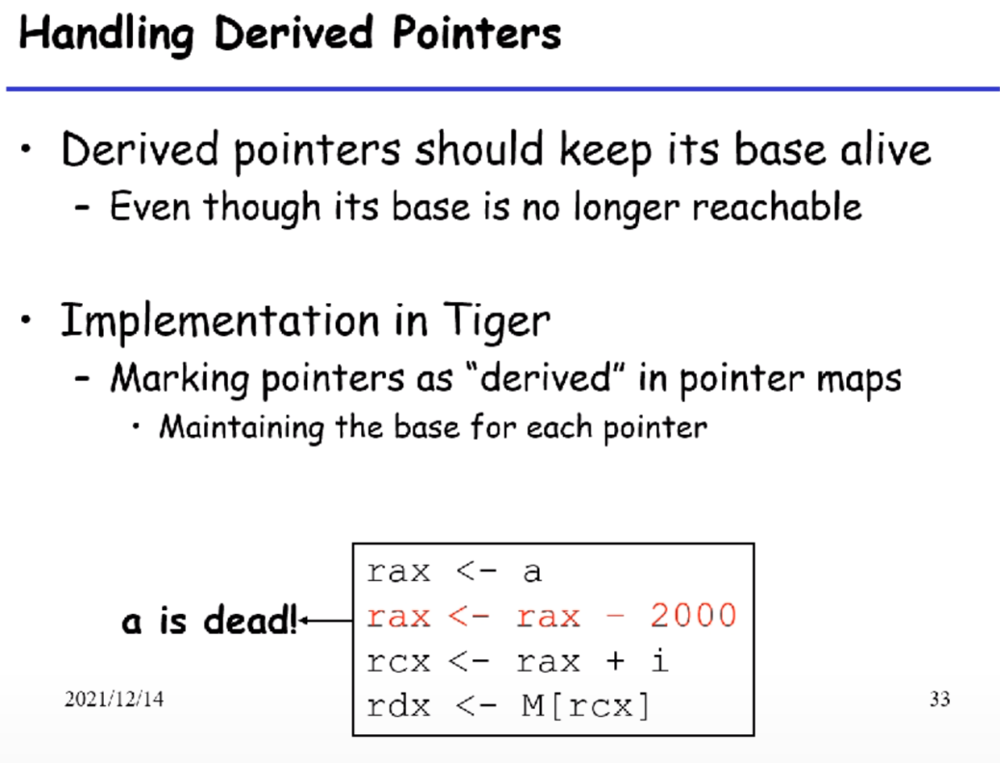 Handling Derived Pointers
• Derived pointers should keep its base alive
– Even though its base is no longer reachable
• Implementation in Tiger
– Marking pointers as “derived” in pointer maps
• Maintaining the base for each pointer
rax <- a
a is dead!
rax <- rax – 2000
rcx <- rax + i
rdx <- M[rcx]
2021/12/14
33